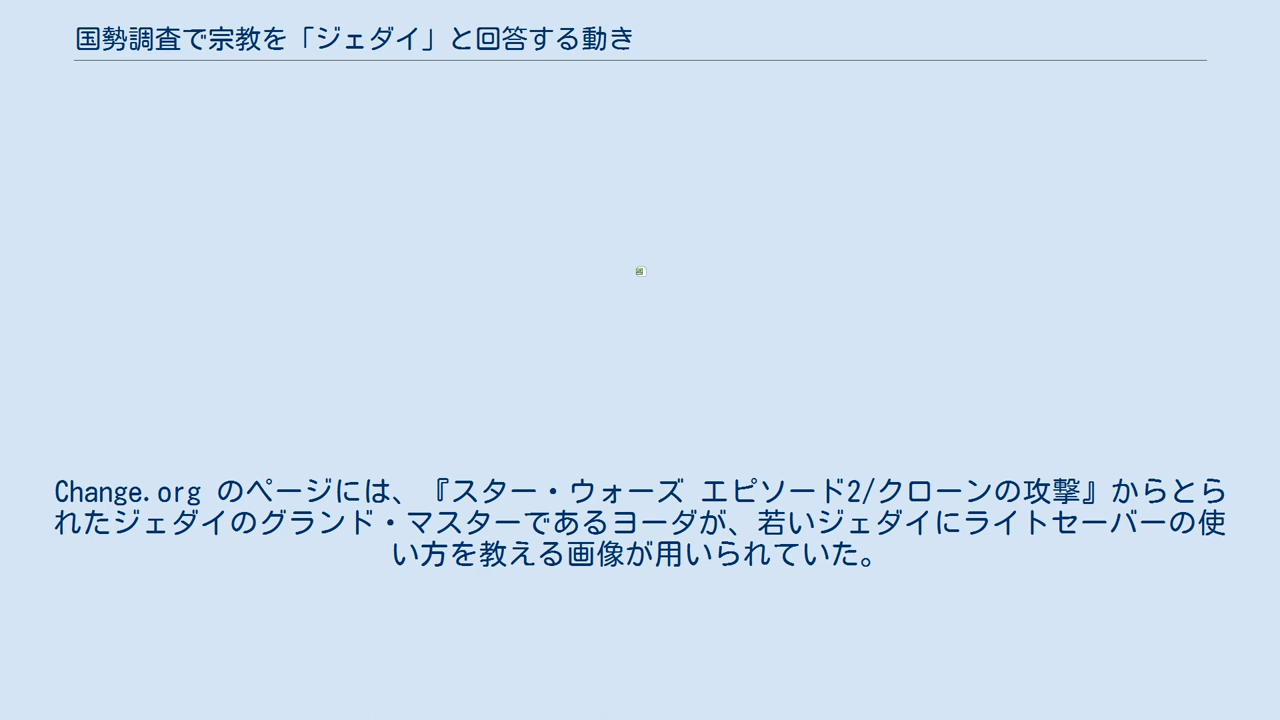 国勢調査で宗教を「ジェダイ」と回答する動き
Change.org のページには、『スター・ウォーズ エピソード2/クローンの攻撃』からとら
れたジェダイのグランド・マスターであるヨーダが、若いジェダイにライトセーバーの使
い方を教える画像が用いられていた。